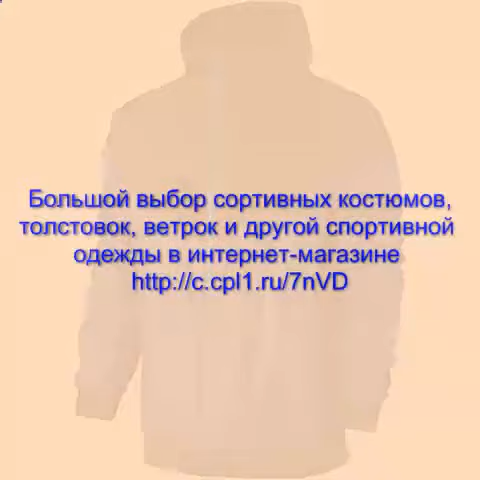 Большой выбор сортивных костюмов,
толстовок, ветрок и другой спортивной
одежды в интернет-магазине
http://c.cpl1.ru/7nVD